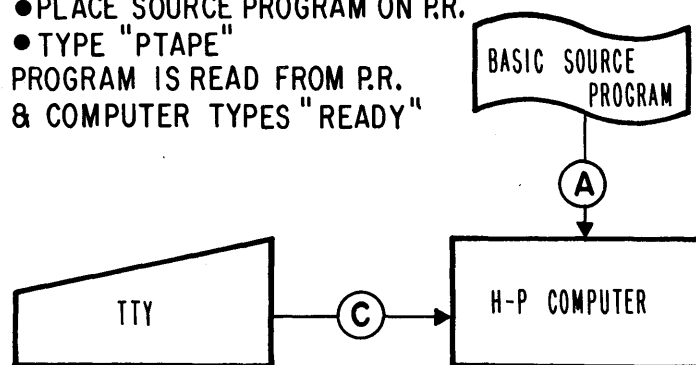 ●PLACE SOURCE PROGRAM ON P.R.
●TYPE "PTAPE"
PROGRAM IS READ FROM P.R.
& COMPUTER TYPES "READY"
BASIC SOURCE
PROGRAM
A
TTY
C
H-P COMPUTER